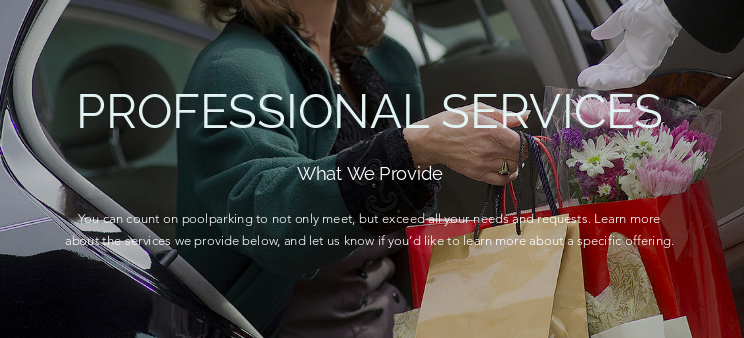 PROFESSIONAL SERVICES
What We Provide
You can count on poolparking to not only meet, but exceed all your needs and requests. Learn more
about the services we provide below, and let us know if you'd like to learn more about a specific offering.